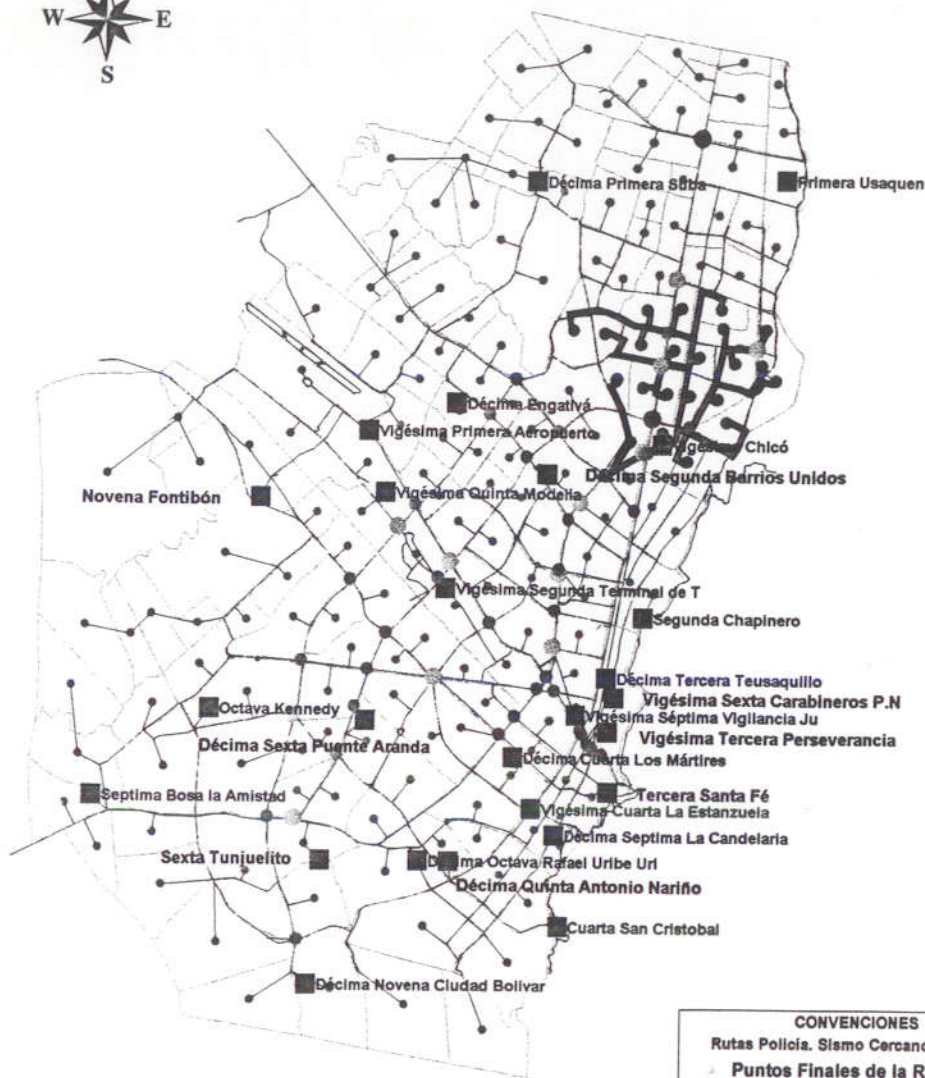 W E
S
Décima Primera Suba
Primera Usaquen
Décima Engativá
Vigésima Primera Aeropuerto
Vigésima Chicó
Décima Segunda Barrios Unidos
Novena Fontibón
Vigésima Quinta Modelia
Vigésima Segunda Terminal de T
Segunda Chapinero
Décima Tercera Teusaquillo
Vigésima Sexta Carabineros P.N
Octava Kennedy
Vigésima Séptima Vigilancia Ju
Décima Sexta Puente Aranda
Vigésima Tercera Perseverancia
Décima Cuarta Los Mártires
Septima Bosa la Amistad
Tercera Santa Fé
Vigésima Cuarta La Estanzuela
Décima Septima La Candelaria
Sexta Tunjuelito
Décima Octava Rafael Uribe Uri
Décima Quinta Antonio Nariño
Cuarta San Cristobal
Décima Novena Ciudad Bolivar
CONVENCIONES
Rutas Policia. Sismo Cercano
Puntos Finales de la R